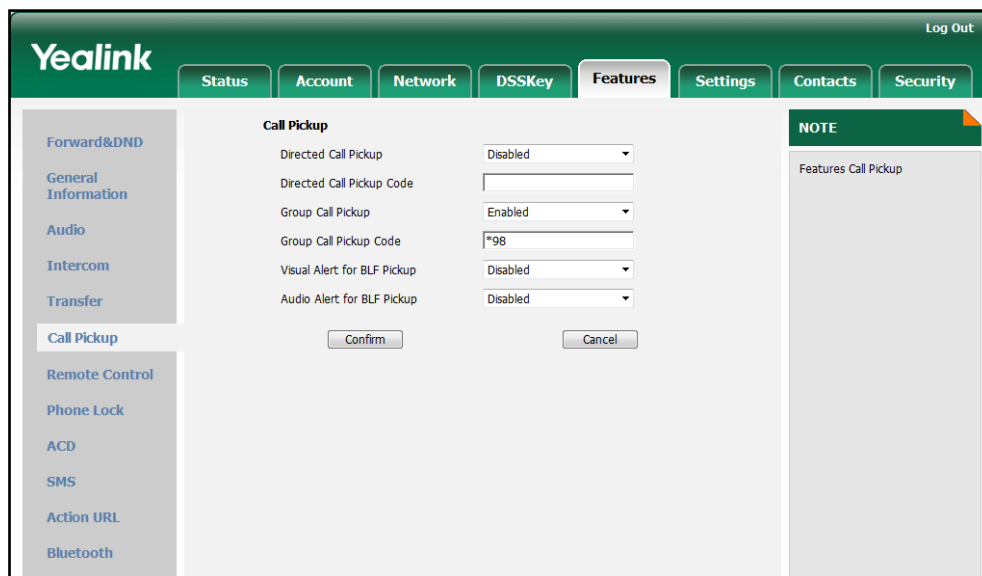 Log Out
Yealink
Status Account Network DSSKey Features Settings Contacts Security
Forward&DND
General
Information
Audio
Intercom
Transfer
Call Pickup
Remote Control
Phone Lock
ACD
SMS
Action URL
Bluetooth
Call Pickup
Directed Call Pickup Disabled
Directed Call Pickup Code
Group Call Pickup Enabled
Group Call Pickup Code *98
Visual Alert for BLF Pickup Disabled
Audio Alert for BLF Pickup Disabled
Confirm Cancel
NOTE
Features Call Pickup